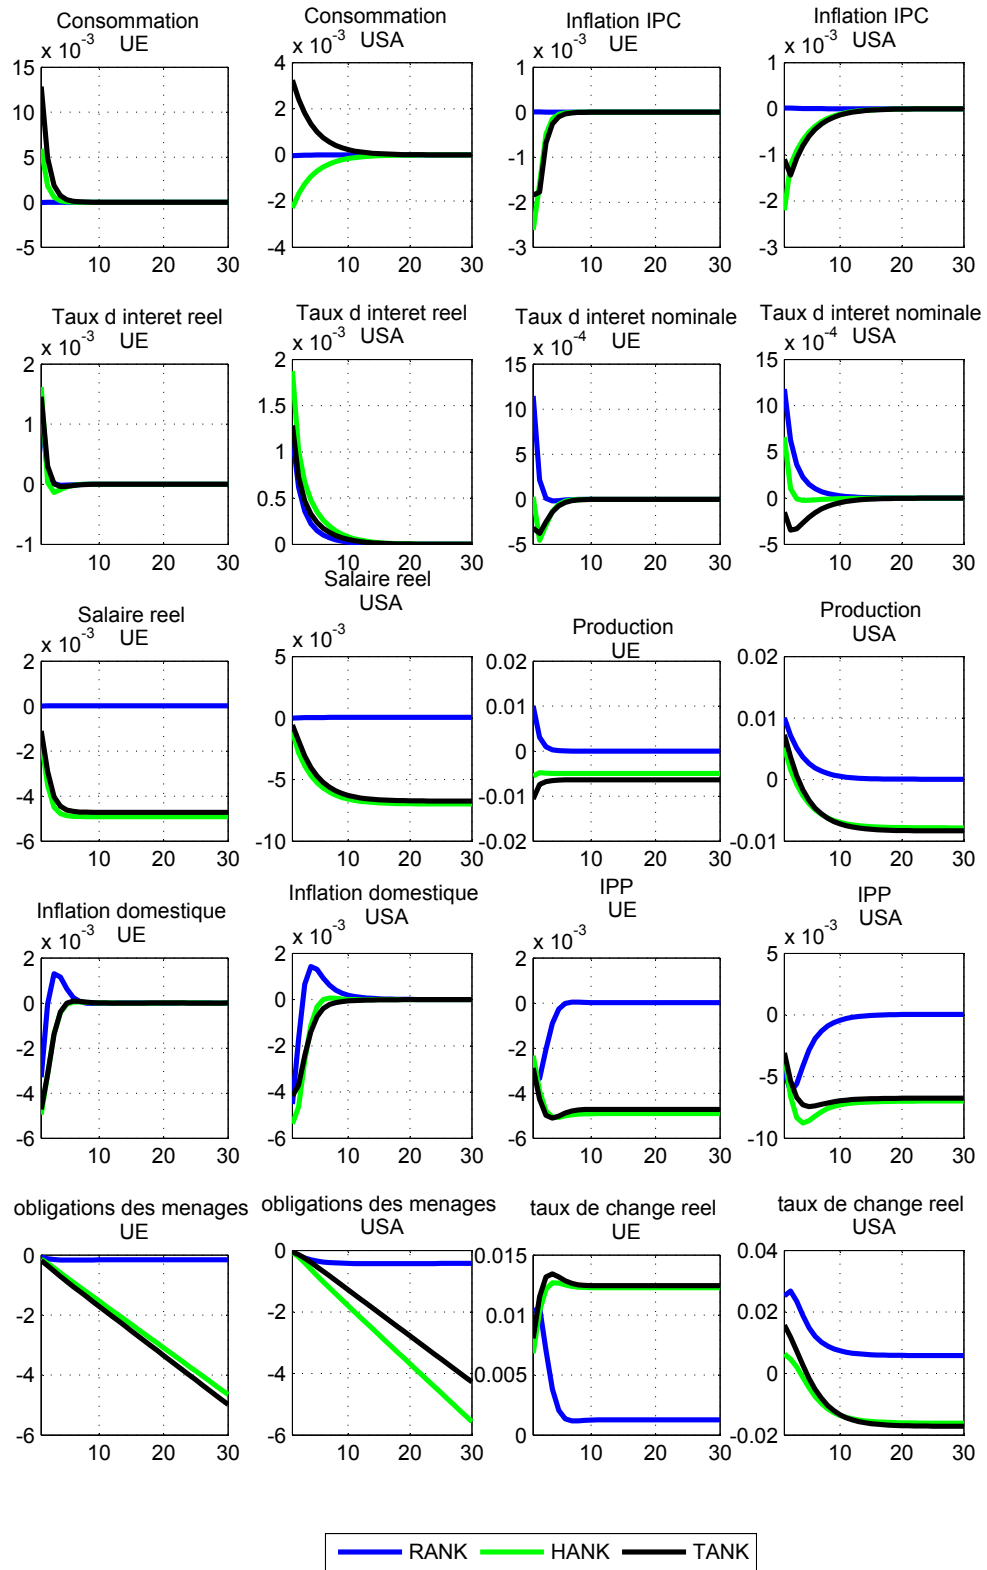 Consommation
UE
x 10^-3
15
10
5
0
-5
10 20 30
Consommation
USA
x 10^-3
4
2
0
-2
-4
10 20 30
Inflation IPC
UE
x 10^-3
1
0
-1
-2
-3
10 20 30
Inflation IPC
USA
x 10^-3
1
0
-1
-2
-3
10 20 30
Taux d interet reel
UE
x 10^-3
2
1
0
-1
10 20 30
Taux d interet reel
USA
x 10^-3
2
1.5
1
0.5
0
10 20 30
Taux d interet nominale
UE
x 10^-4
15
10
5
0
-5
10 20 30
Taux d interet nominale
USA
x 10^-4
15
10
5
0
-5
10 20 30
Salaire reel
UE
x 10^-3
2
0
-2
-4
-6
10 20 30
Salaire reel
USA
x 10^-3
5
0
-5
-10
10 20 30
Production
UE
0.02
0.01
0
-0.01
-0.02
10 20 30
Production
USA
0.02
0.01
0
-0.01
10 20 30
Inflation domestique
UE
x 10^-3
2
0
-2
-4
-6
10 20 30
Inflation domestique
USA
x 10^-3
2
0
-2
-4
-6
10 20 30
IPP
UE
x 10^-3
2
0
-2
-4
-6
10 20 30
IPP
USA
x 10^-3
5
0
-5
-10
10 20 30
obligations des menages
UE
0
-2
-4
-6
10 20 30
obligations des menages
USA
0
-2
-4
-6
10 20 30
taux de change reel
UE
0.015
0.01
0.005
0
10 20 30
taux de change reel
USA
0.04
0.02
0
-0.02
10 20 30
RANK HANK TANK